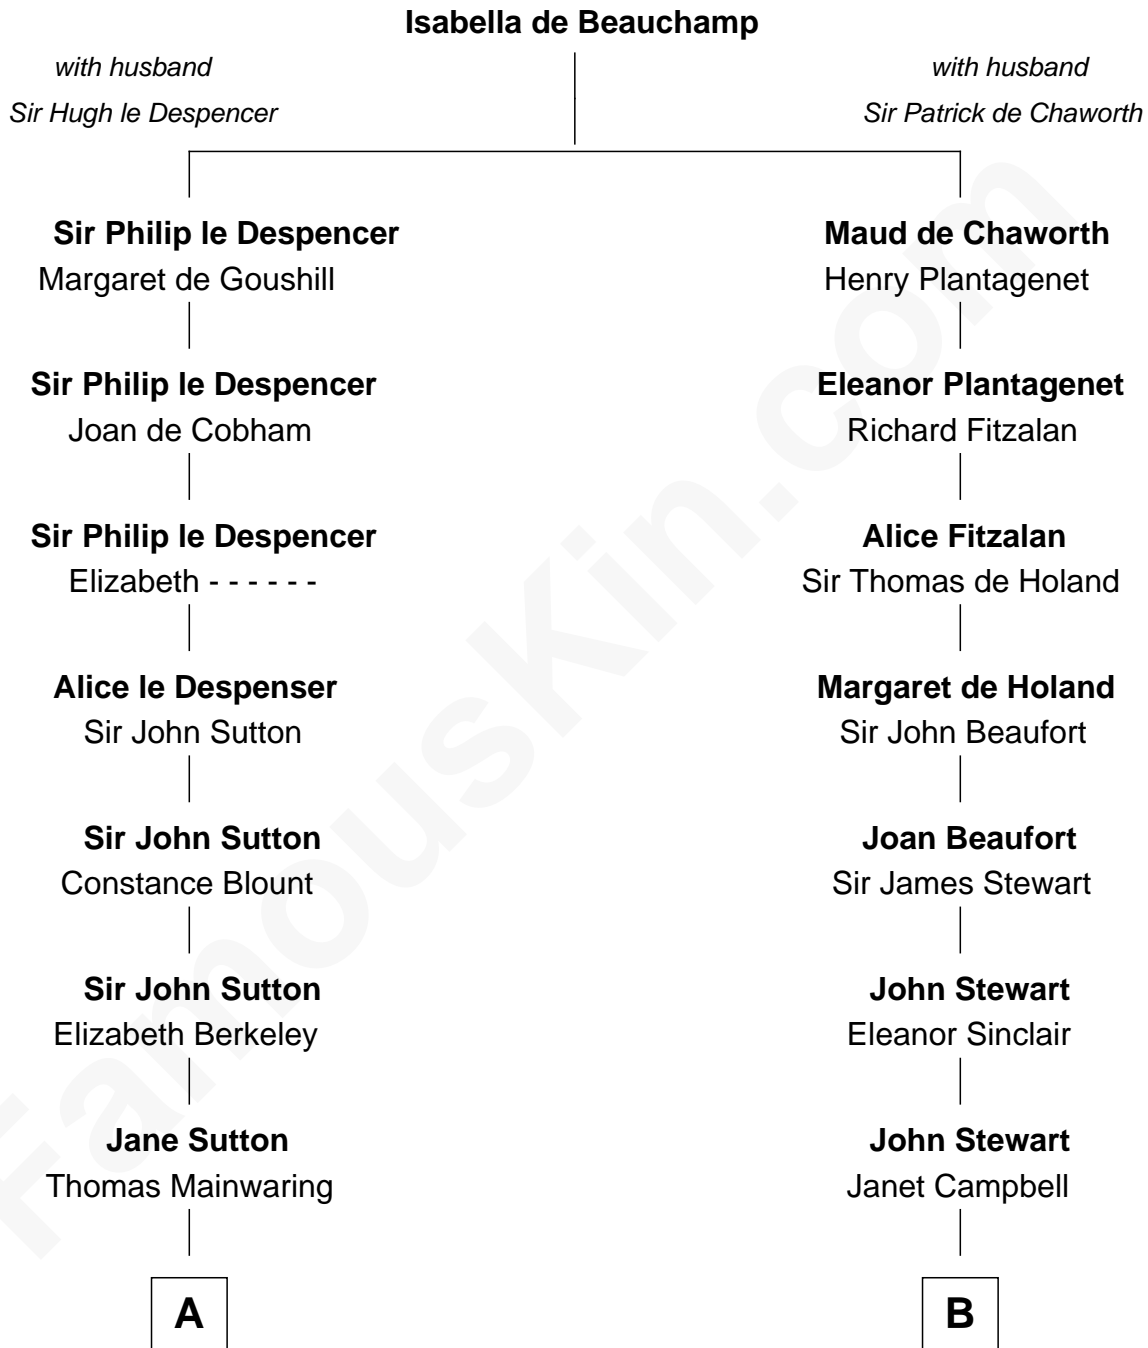 Isabella de Beauchamp
with husband
Sir Hugh le Despencer
with husband
Sir Patrick de Chaworth
Sir Philip le Despencer
Margaret de Goushill
Maud de Chaworth
Henry Plantagenet
Sir Philip le Despencer
Joan de Cobham
Eleanor Plantagenet
Richard Fitzalan
Sir Philip le Despencer
Elizabeth - - - - - -
Alice Fitzalan
Sir Thomas de Holand
Alice le Despenser
Sir John Sutton
Margaret de Holand
Sir John Beaufort
Sir John Sutton
Constance Blount
Joan Beaufort
Sir James Stewart
Sir John Sutton
Elizabeth Berkeley
John Stewart
Eleanor Sinclair
Jane Sutton
Thomas Mainwaring
John Stewart
Janet Campbell
A
B
FamousKin.com